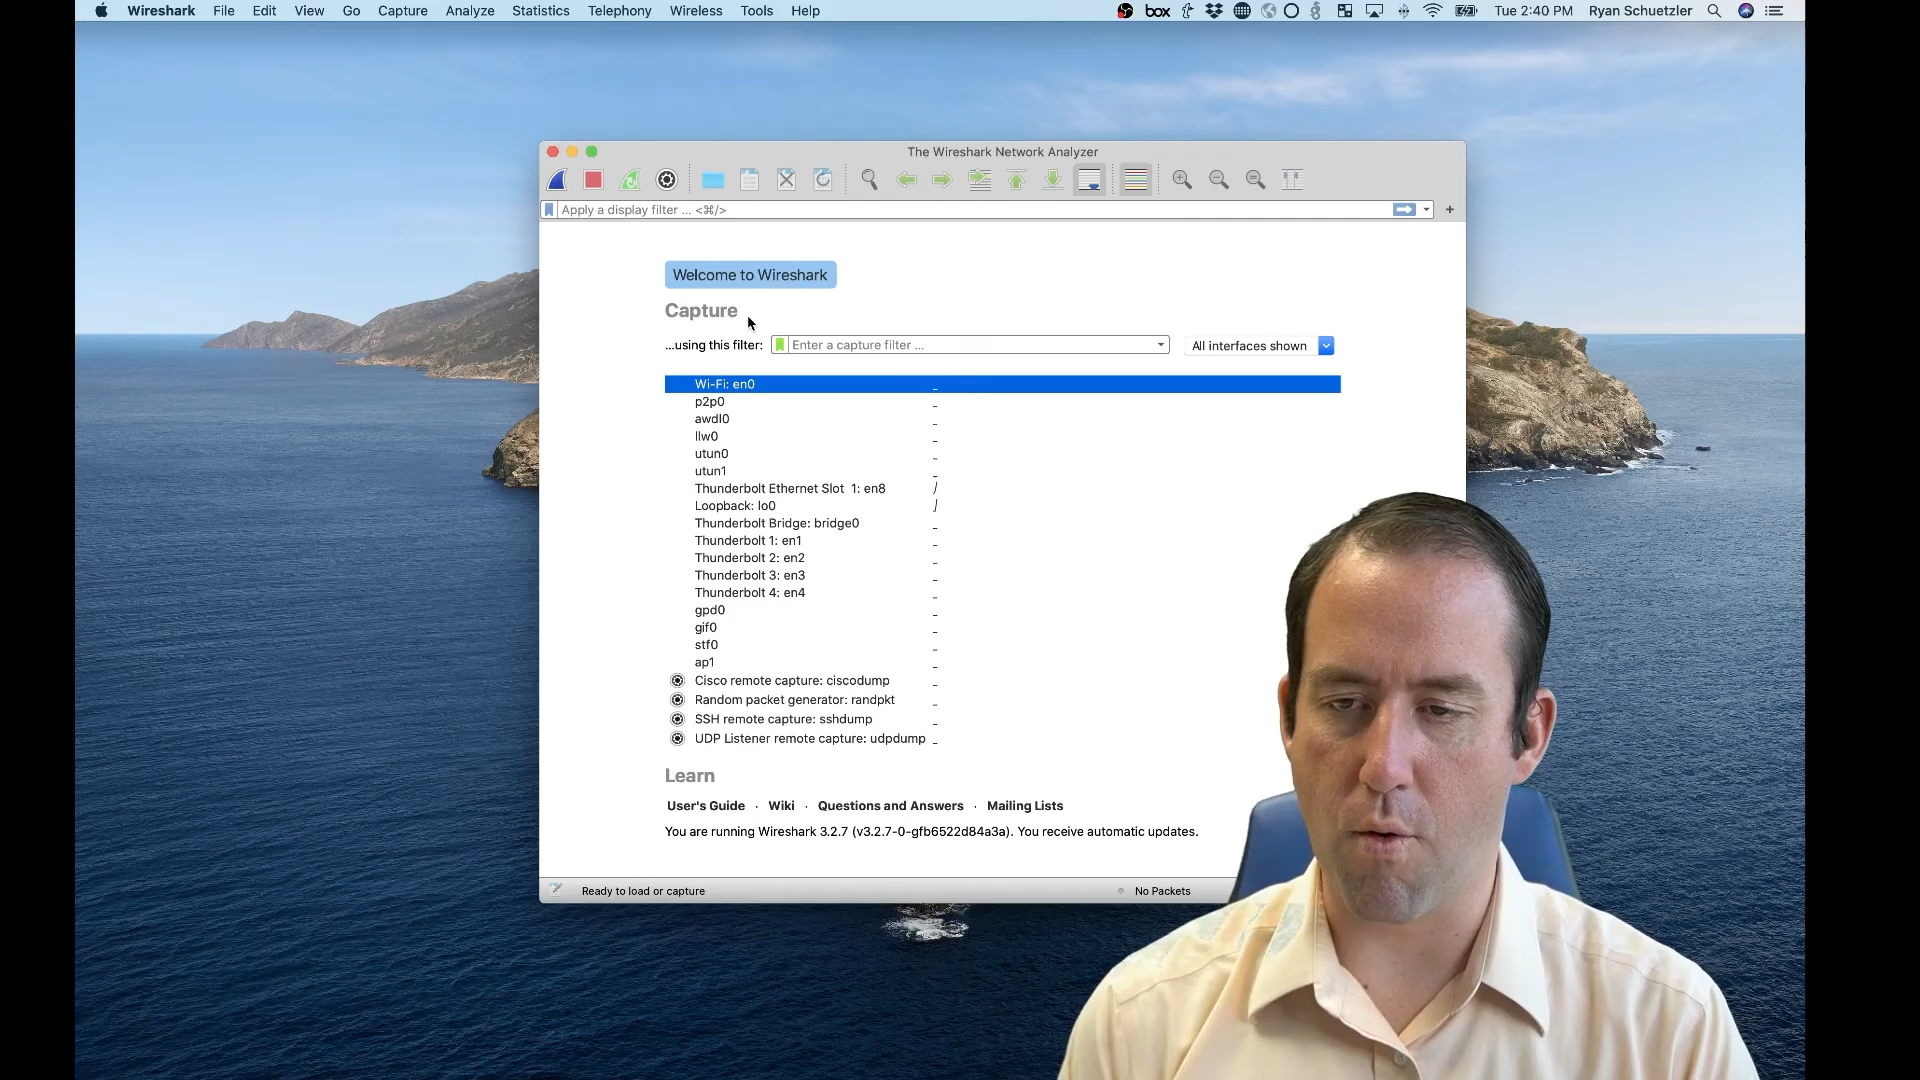 Wireshark File Edit View Go Capture Analyze Statistics Telephony Wireless Tools Help box Tue 2:40 PM Ryan Schuetzler
The Wireshark Network Analyzer
Apply a display filter ... <⌘/>
Welcome to Wireshark
Capture
...using this filter: Enter a capture filter ... All interfaces shown
Wi-Fi: en0
p2p0
awdl0
llw0
utun0
utun1
Thunderbolt Ethernet Slot 1: en8
Loopback: lo0
Thunderbolt Bridge: bridge0
Thunderbolt 1: en1
Thunderbolt 2: en2
Thunderbolt 3: en3
Thunderbolt 4: en4
gpd0
gif0
stf0
ap1
Cisco remote capture: ciscodump
Random packet generator: randpkt
SSH remote capture: sshdump
UDP Listener remote capture: udpdump
Learn
User's Guide · Wiki · Questions and Answers · Mailing Lists
You are running Wireshark 3.2.7 (v3.2.7-0-gfb6522d84a3a). You receive automatic updates.
Ready to load or capture No Packets